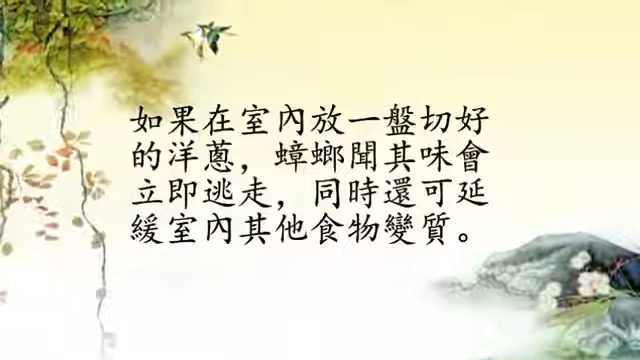 如果在室內放一盤切好
的洋蔥，蟑螂聞其味會
立即逃走，同時還可延
緩室內其他食物變質。